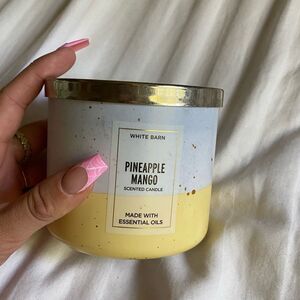 WHITE BARN
PINEAPPLE
MANGO
SCENTED CANDLE
MADE WITH
ESSENTIAL OILS